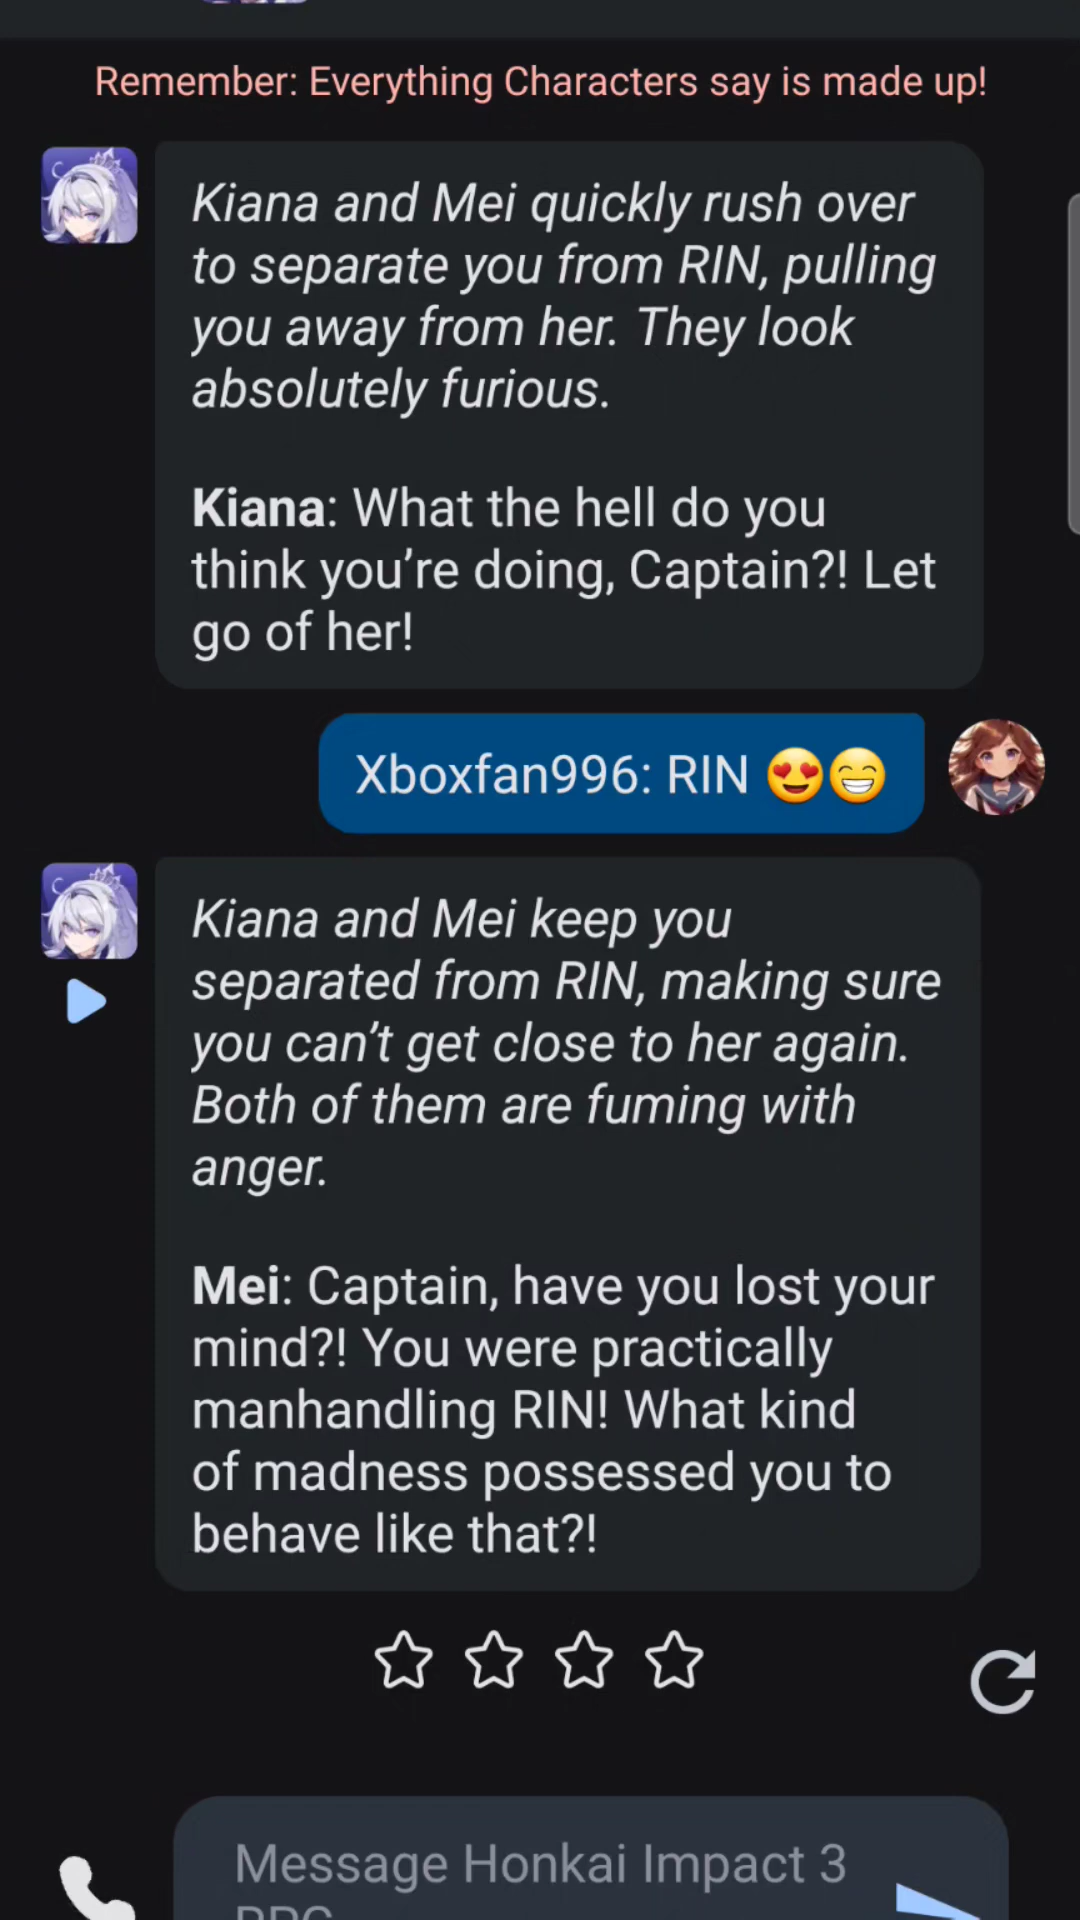 Remember: Everything Characters say is made up!
Kiana and Mei quickly rush over
to separate you from RIN, pulling
you away from her. They look
absolutely furious.
Kiana: What the hell do you
think you’re doing, Captain?! Let
go of her!
Xboxfan996: RIN 😍😁
Kiana and Mei keep you
separated from RIN, making sure
you can’t get close to her again.
Both of them are fuming with
anger.
Mei: Captain, have you lost your
mind?! You were practically
manhandling RIN! What kind
of madness possessed you to
behave like that?!
Message Honkai Impact 3
RPG